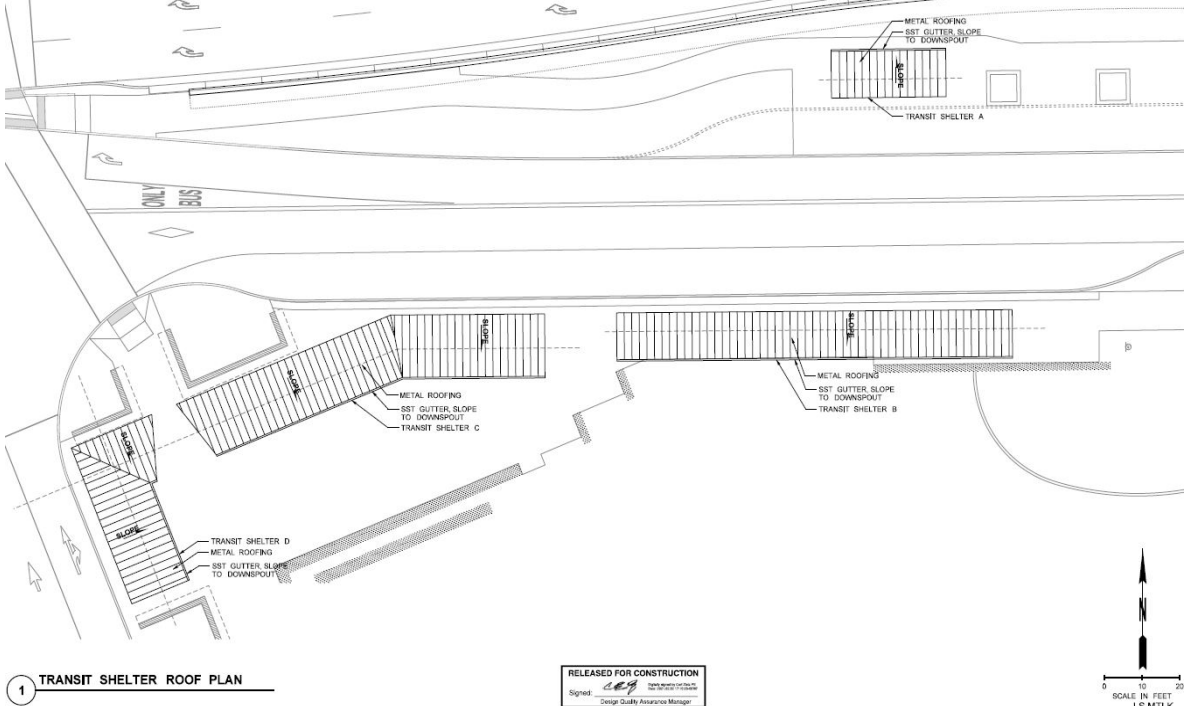 METAL ROOFING
SST GUTTER, SLOPE
TO DOWNSPOUT
SLOPE
TRANSIT SHELTER A
ONLY
BUS
SLOPE
SLOPE
SLOPE
METAL ROOFING
SST GUTTER, SLOPE
TO DOWNSPOUT
TRANSIT SHELTER B
METAL ROOFING
SST GUTTER, SLOPE
TO DOWNSPOUT
TRANSIT SHELTER C
SLOPE
SLOPE
TRANSIT SHELTER D
METAL ROOFING
SST GUTTER, SLOPE
TO DOWNSPOUT
N
1 TRANSIT SHELTER ROOF PLAN
RELEASED FOR CONSTRUCTION
Signed:
Design Quality Assurance Manager
0 10 20
SCALE IN FEET